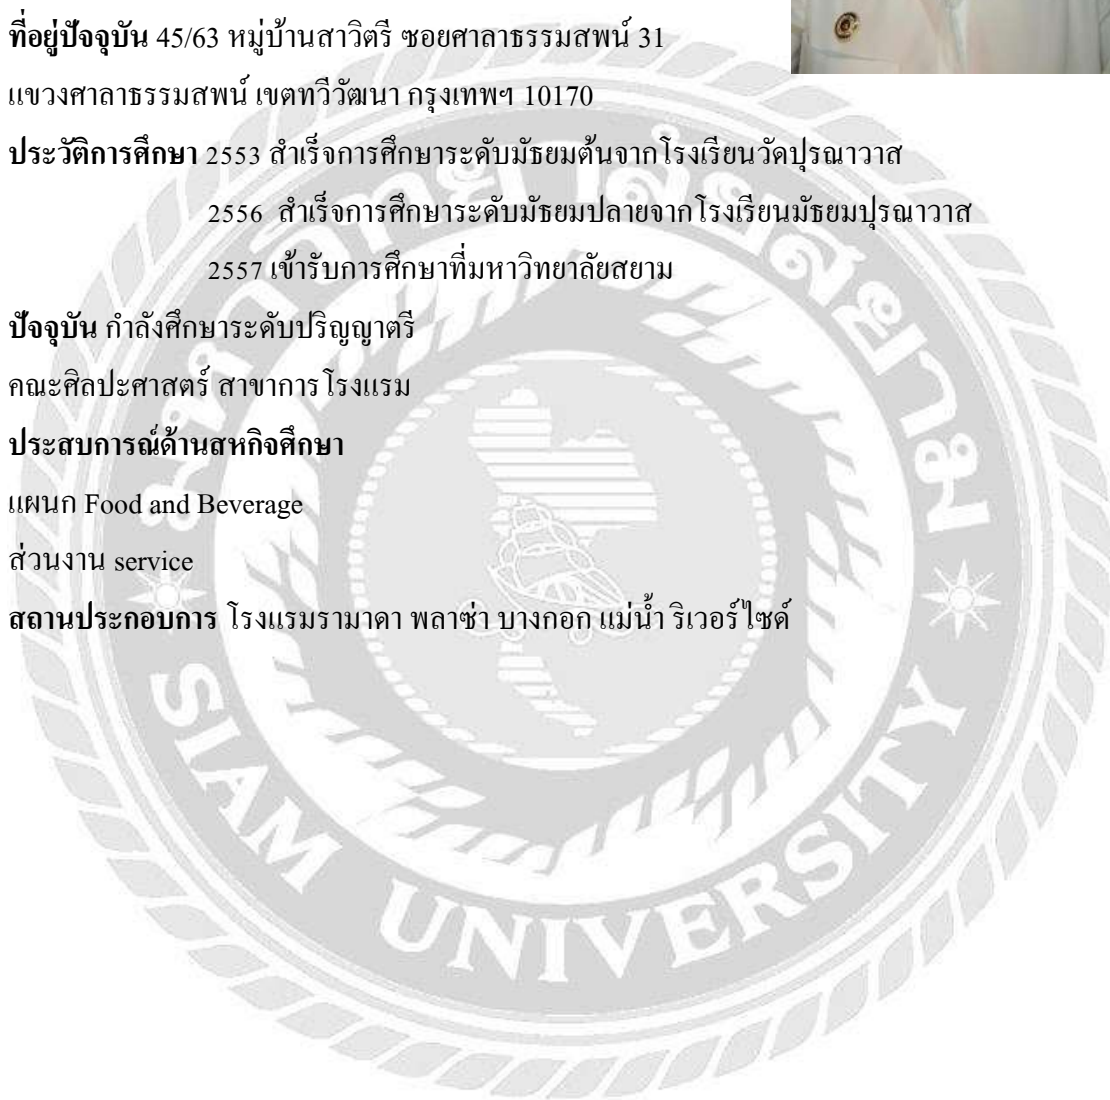 ที่อยู่ปัจจุบัน 45/63 หมู่บ้านสาวิตรี ซอยศาลาธรรมสพน์ 31
แขวงศาลาธรรมสพน์ เขตทวีวัฒนา กรุงเทพฯ 10170
ประวัติการศึกษา 2553 สำเร็จการศึกษาระดับมัธยมต้นจากโรงเรียนวัดปุรณาวาส
2556 สำเร็จการศึกษาระดับมัธยมปลายจากโรงเรียนมัธยมปุรณาวาส
2557 เข้ารับการศึกษาที่มหาวิทยาลัยสยาม
ปัจจุบัน กำลังศึกษาระดับปริญญาตรี
คณะศิลปะศาสตร์ สาขาการโรงแรม
ประสบการณ์ด้านสหกิจศึกษา
แผนก Food and Beverage
ส่วนงาน service
สถานประกอบการ โรงแรมรามาดา พลาซ่า บางกอก แม่น้ำ ริเวอร์ไซด์
มหาวิทยาลัยสยาม
SIAM UNIVERSITY